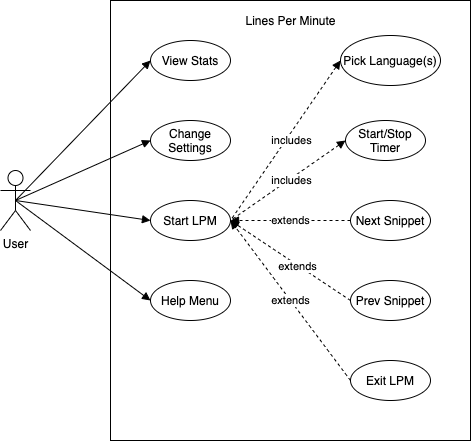 Lines Per Minute
View Stats
Pick Language(s)
Change
Settings
includes
Start/Stop
Timer
includes
User
Start LPM
extends
Next Snippet
extends
Help Menu
extends
Prev Snippet
Exit LPM